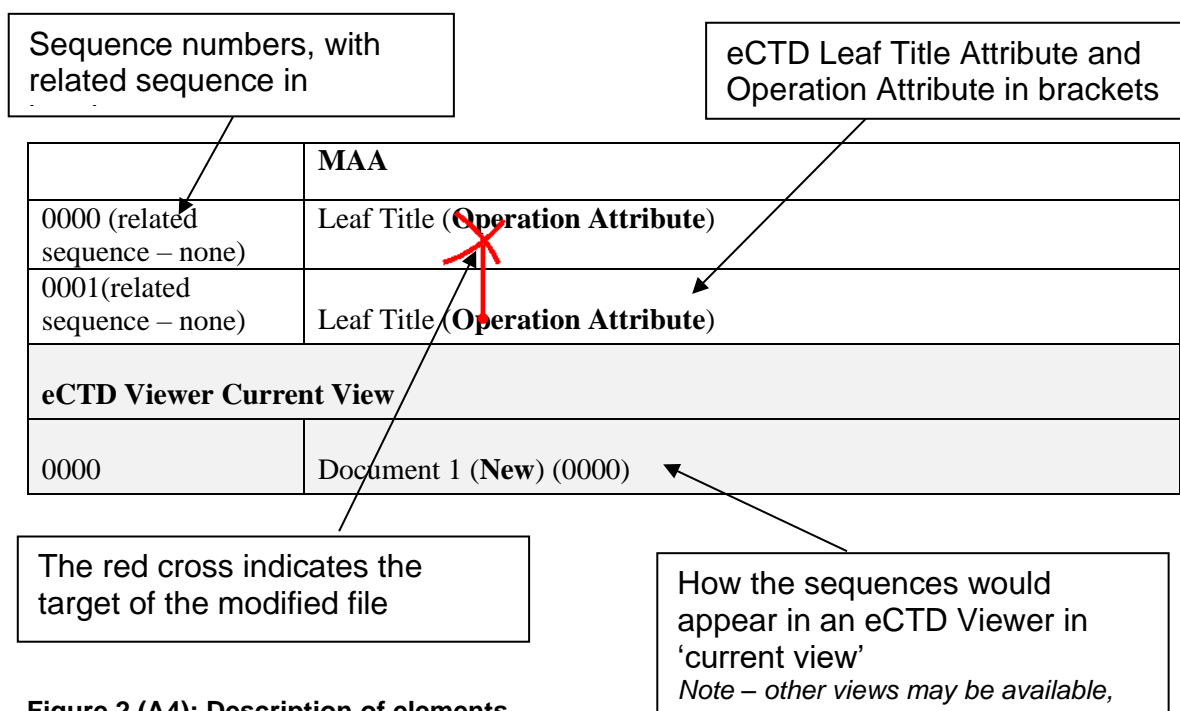 Sequence numbers, with
related sequence in
eCTD Leaf Title Attribute and
Operation Attribute in brackets
MAA
0000 (related
sequence – none)
Leaf Title (Operation Attribute)
0001(related
sequence – none)
Leaf Title (Operation Attribute)
eCTD Viewer Current View
0000
Document 1 (New) (0000)
The red cross indicates the
target of the modified file
How the sequences would
appear in an eCTD Viewer in
‘current view’
Note – other views may be available,
Figure 2 (A4): Description of elements